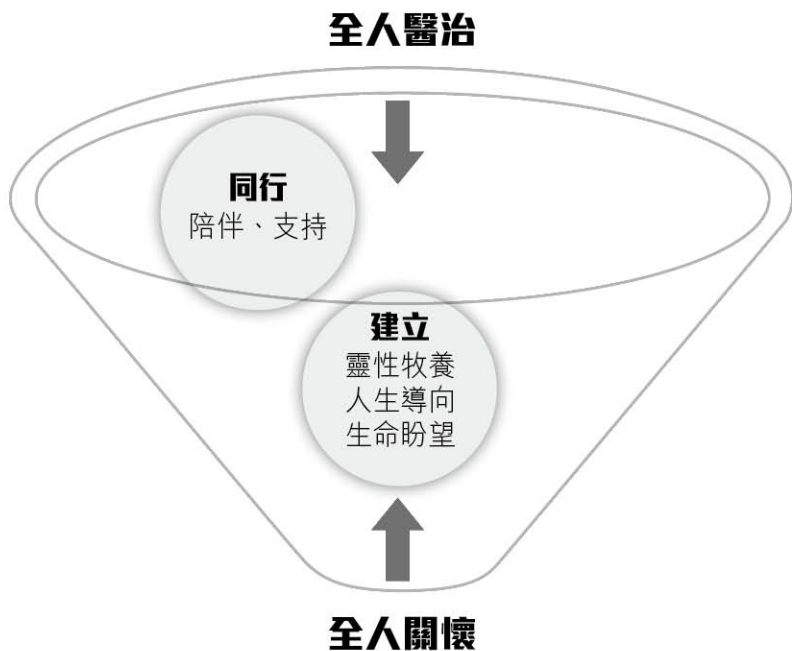 全人醫治
同行
陪伴、支持
建立
靈性牧養
人生導向
生命盼望
全人關懷